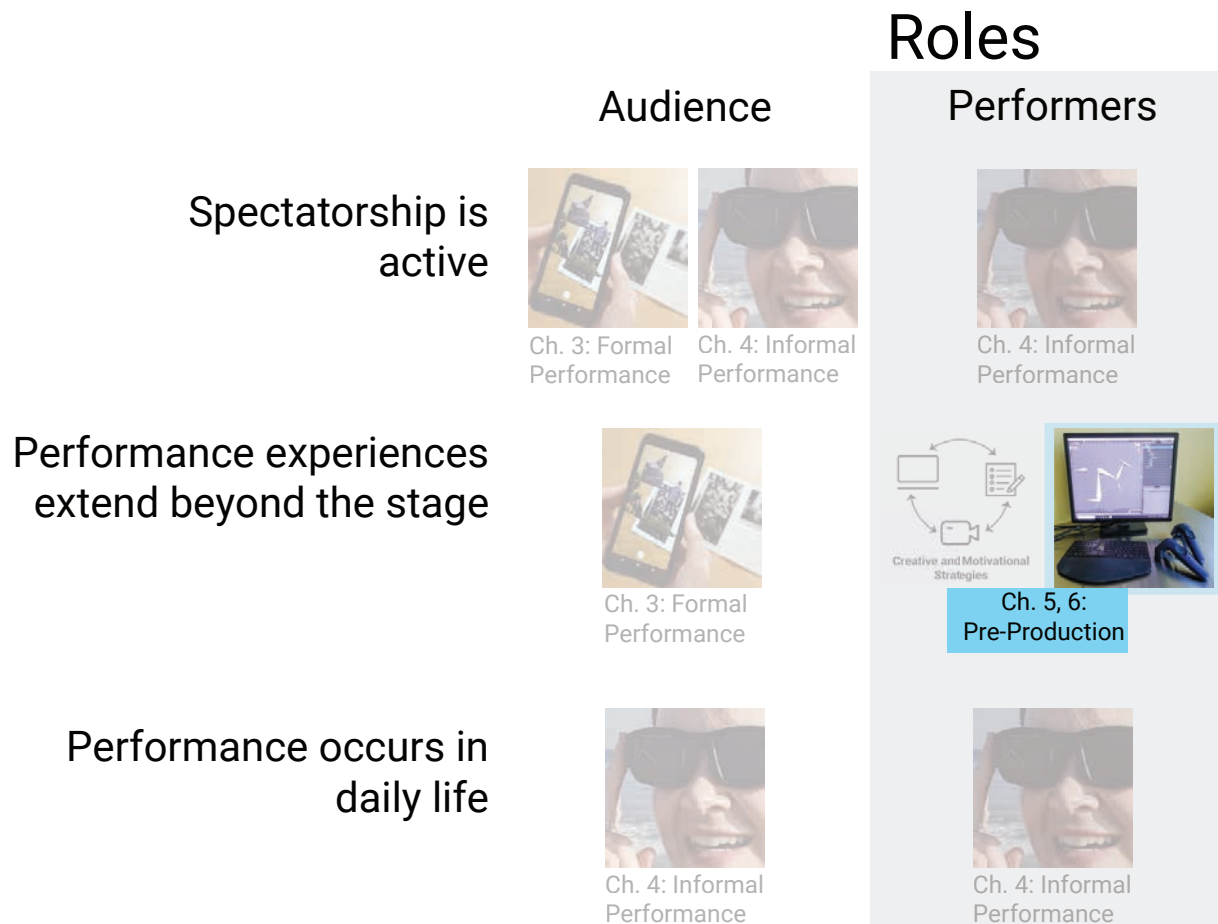 Roles
Audience
Performers
Spectatorship is
active
Ch. 3: Formal
Performance
Ch. 4: Informal
Performance
Ch. 4: Informal
Performance
Performance experiences
extend beyond the stage
Ch. 3: Formal
Performance
Creative and Motivational
Strategies
Ch. 5, 6:
Pre-Production
Performance occurs in
daily life
Ch. 4: Informal
Performance
Ch. 4: Informal
Performance